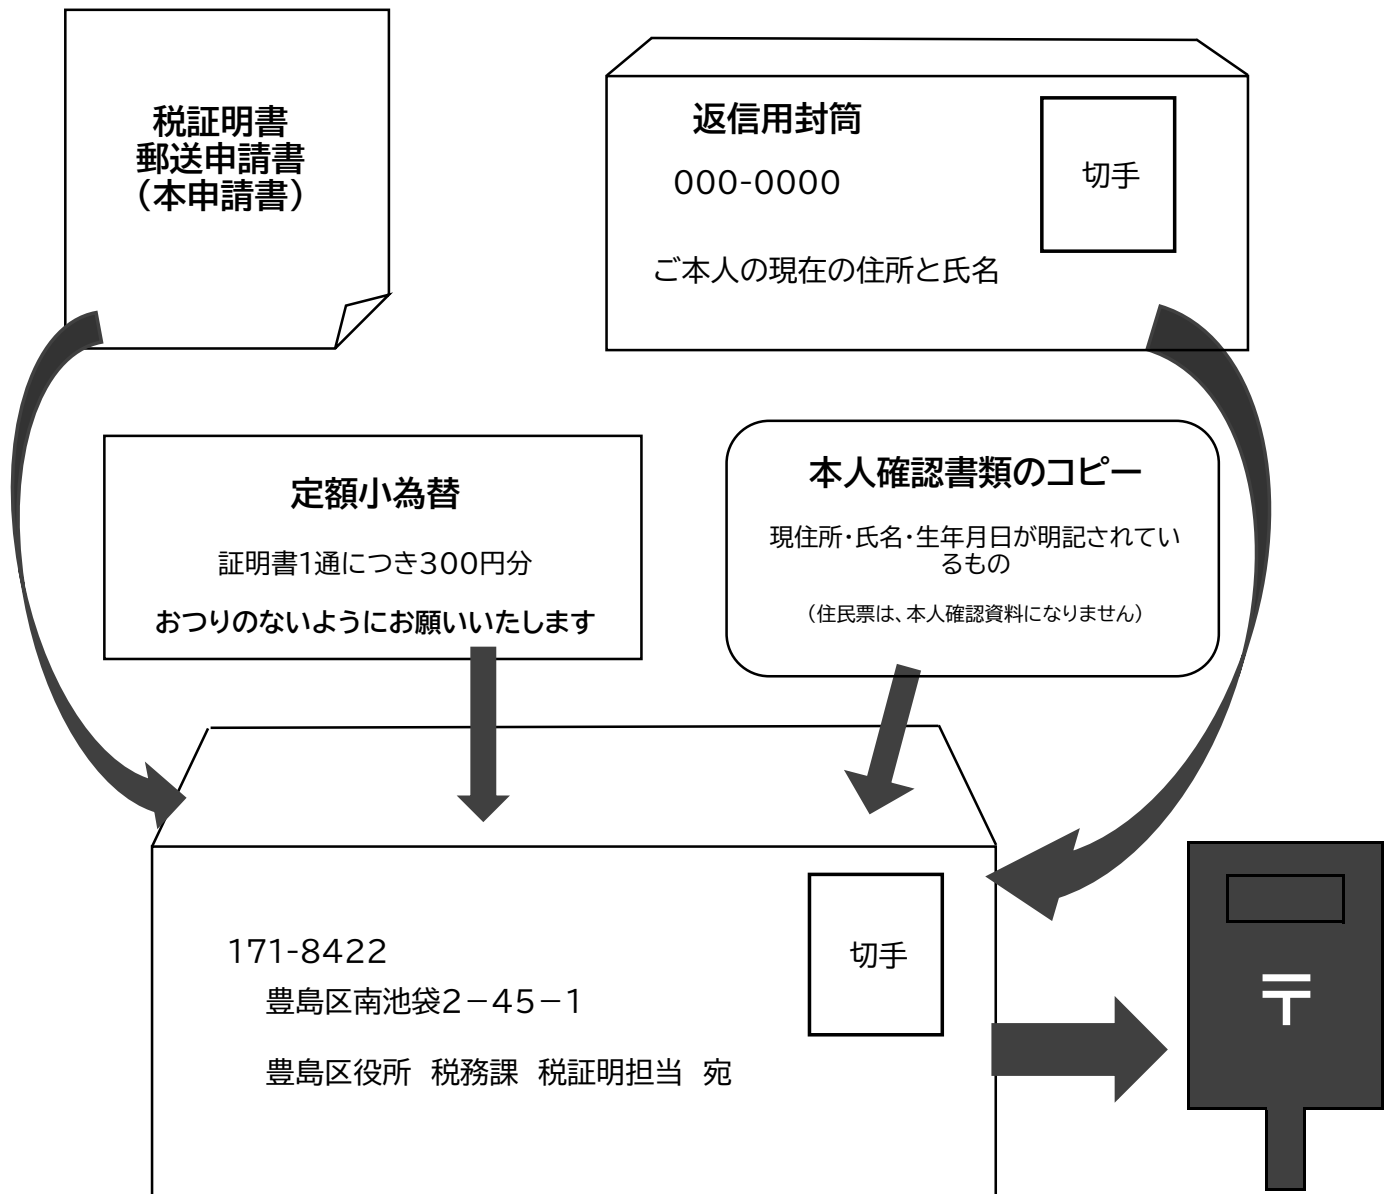 税証明書
郵送申請書
（本申請書）
返信用封筒
000-0000
切手
ご本人の現在の住所と氏名
定額小為替
証明書1通につき300円分
おつりのないようにお願いいたします
本人確認書類のコピー
現住所・氏名・生年月日が明記されてい
るもの
（住民票は、本人確認資料になりません）
171-8422
切手
豊島区南池袋2－45－1
豊島区役所　税務課　税証明担当　宛
〒